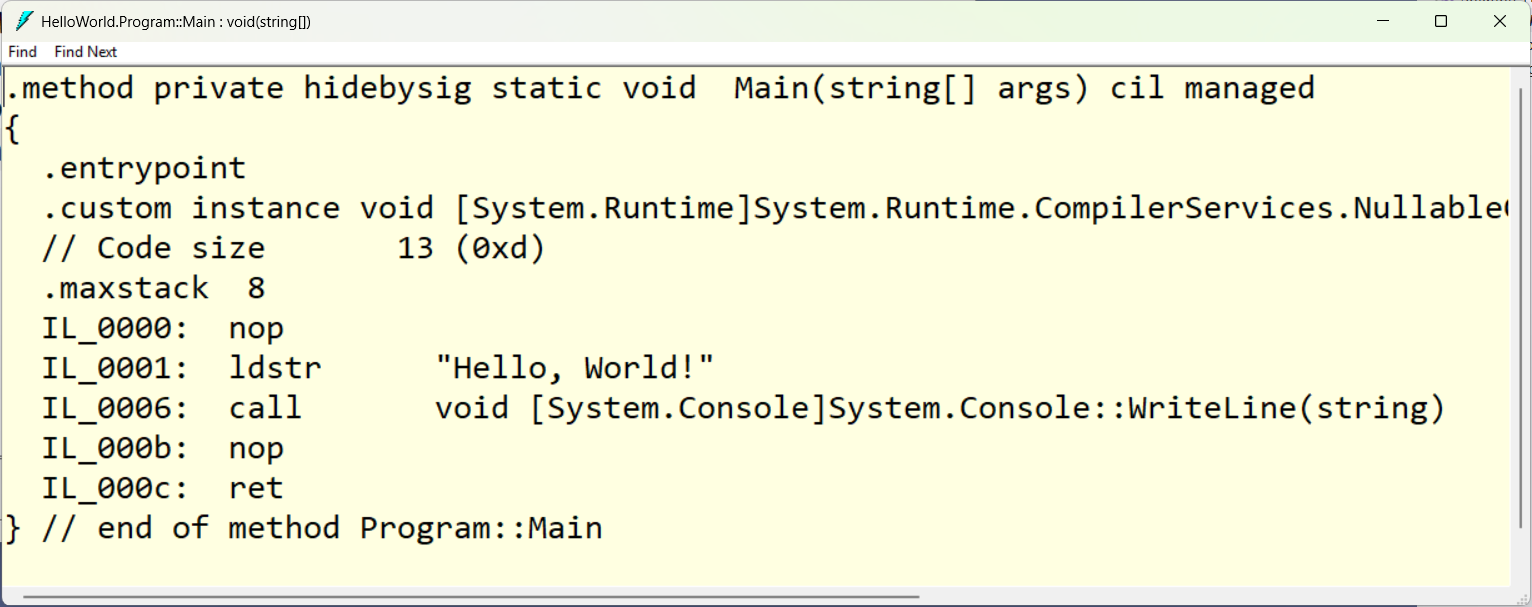 HelloWorld.Program::Main : void(string[])
Find Find Next
.method private hidebysig static void  Main(string[] args) cil managed
{
  .entrypoint
  .custom instance void [System.Runtime]System.Runtime.CompilerServices.Nullable
  // Code size       13 (0xd)
  .maxstack  8
  IL_0000:  nop
  IL_0001:  ldstr      "Hello, World!"
  IL_0006:  call       void [System.Console]System.Console::WriteLine(string)
  IL_000b:  nop
  IL_000c:  ret
} // end of method Program::Main